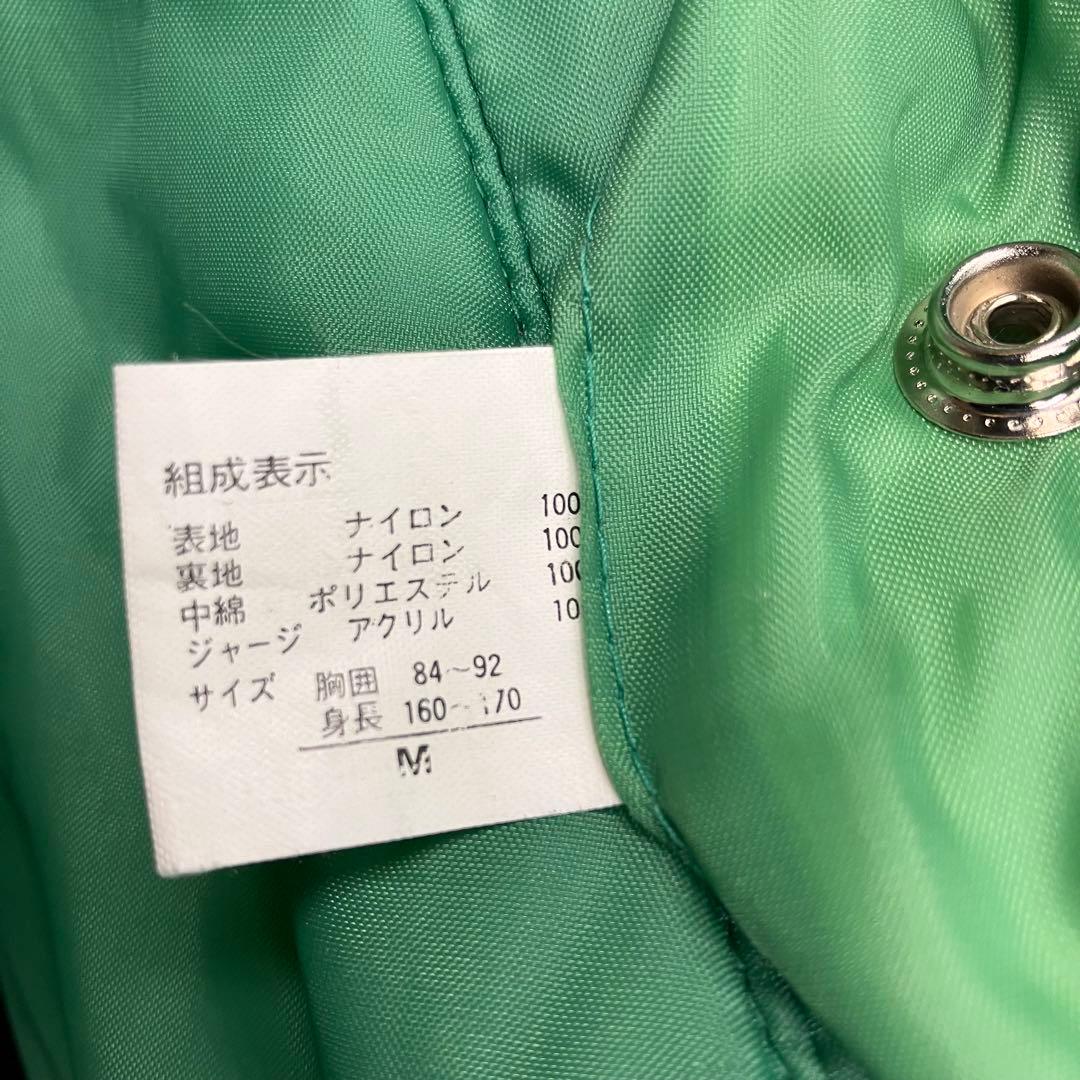 組成表示
表地 ナイロン 100
裏地 ナイロン 100
中綿 ポリエステル 100
ジャージ アクリル 10
サイズ 胸囲 84~92
身長 160~170
M